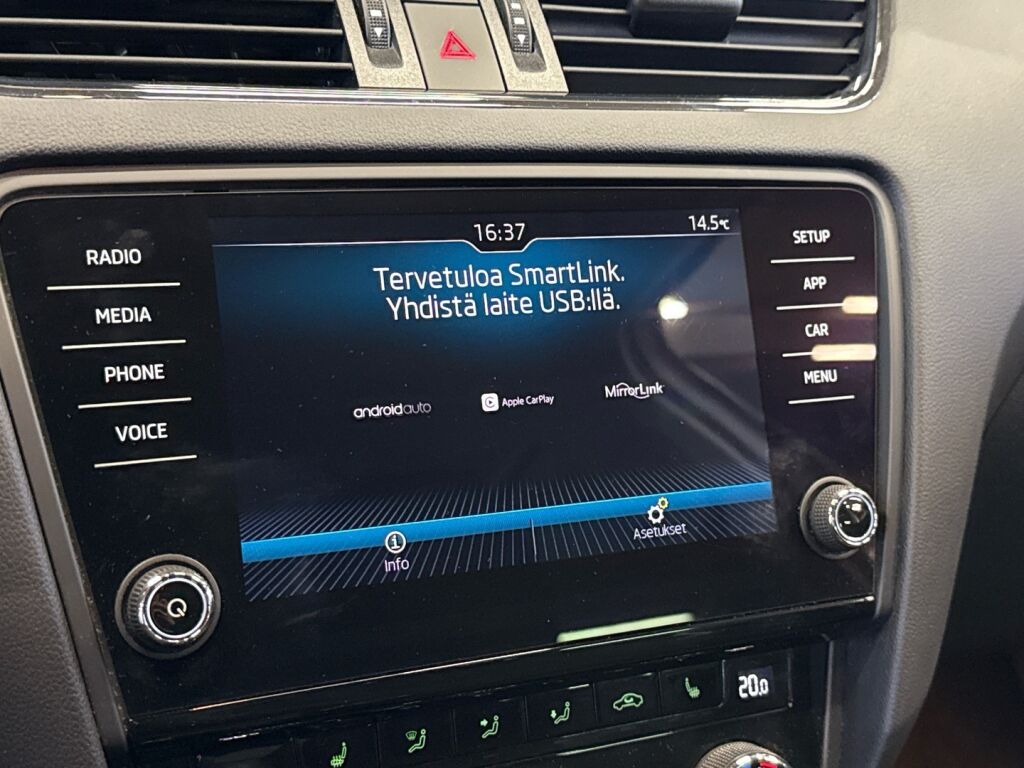 16:37
14.5°C
RADIO
MEDIA
PHONE
VOICE
Tervetuloa SmartLink.
Yhdistä laite USB:llä.
androidauto
Apple CarPlay
MirrorLink
Info
Asetukset
SETUP
APP
CAR
MENU
20.0